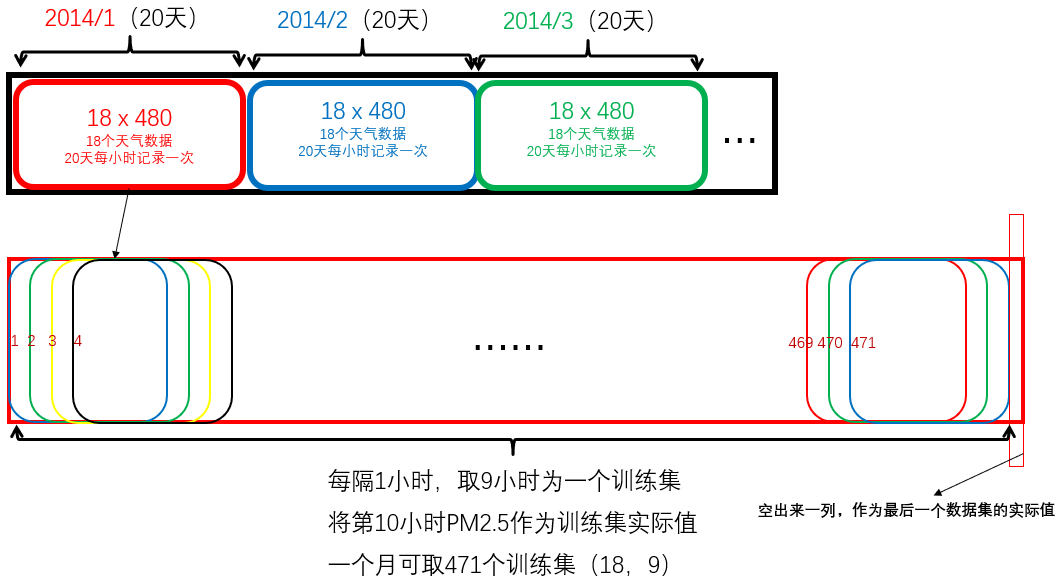 2014/1（20天）
2014/2（20天）
2014/3（20天）
18 x 480
18个天气数据
20天每小时记录一次
18 x 480
18个天气数据
20天每小时记录一次
18 x 480
18个天气数据
20天每小时记录一次
...
1 2 3 4
......
469 470 471
每隔1小时，取9小时为一个训练集
将第10小时PM2.5作为训练集实际值
一个月可取471个训练集（18，9）
空出来一列，作为最后一个数据集的实际值